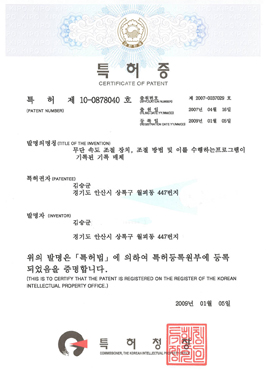 특허증
CERTIFICATE OF PATENT
특 허 제 10-0878040 호
(PATENT NUMBER)
출원번호 제 2007-0037029 호
(APPLICATION NUMBER)
출 원 일 2007년 04월 16일
(FILING DATE:YY/MM/DD)
등 록 일 2009년 01월 05일
(REGISTRATION DATE:YY/MM/DD)
발명의명칭 (TITLE OF THE INVENTION)
무단 속도 조절 장치, 조절 방법 및 이를 수행하는프로그램이
기록된 기록 매체
특허권자 (PATENTEE)
김승군
경기도 안산시 상록구 월피동 447번지
발명자 (INVENTOR)
김승군
경기도 안산시 상록구 월피동 447번지
위의 발명은 「특허법」에 의하여 특허등록원부에 등록
되었음을 증명합니다.
(THIS IS TO CERTIFY THAT THE PATENT IS REGISTERED ON THE REGISTER OF THE KOREAN
INTELLECTUAL PROPERTY OFFICE.)
2009년 01월 05일
특 허 청 장
COMMISSIONER, THE KOREAN INTELLECTUAL PROPERTY OFFICE